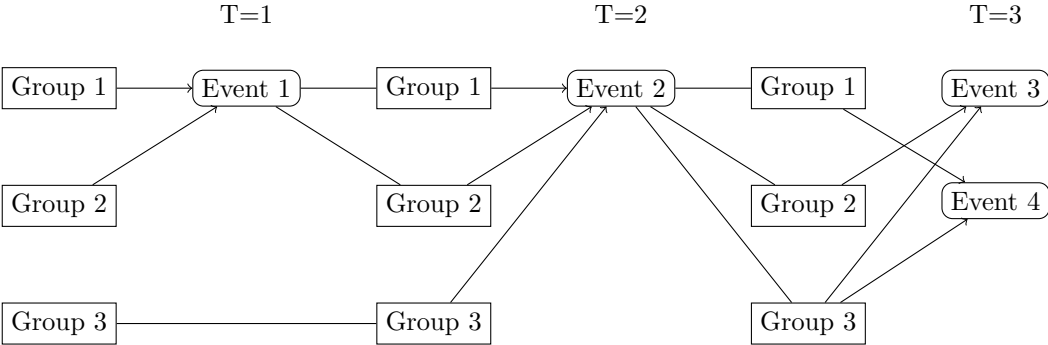 T=1 T=2 T=3
Group 1 Event 1 Group 1 Event 2 Group 1 Event 3
Group 2 Group 2 Group 2 Event 4
Group 3 Group 3 Group 3